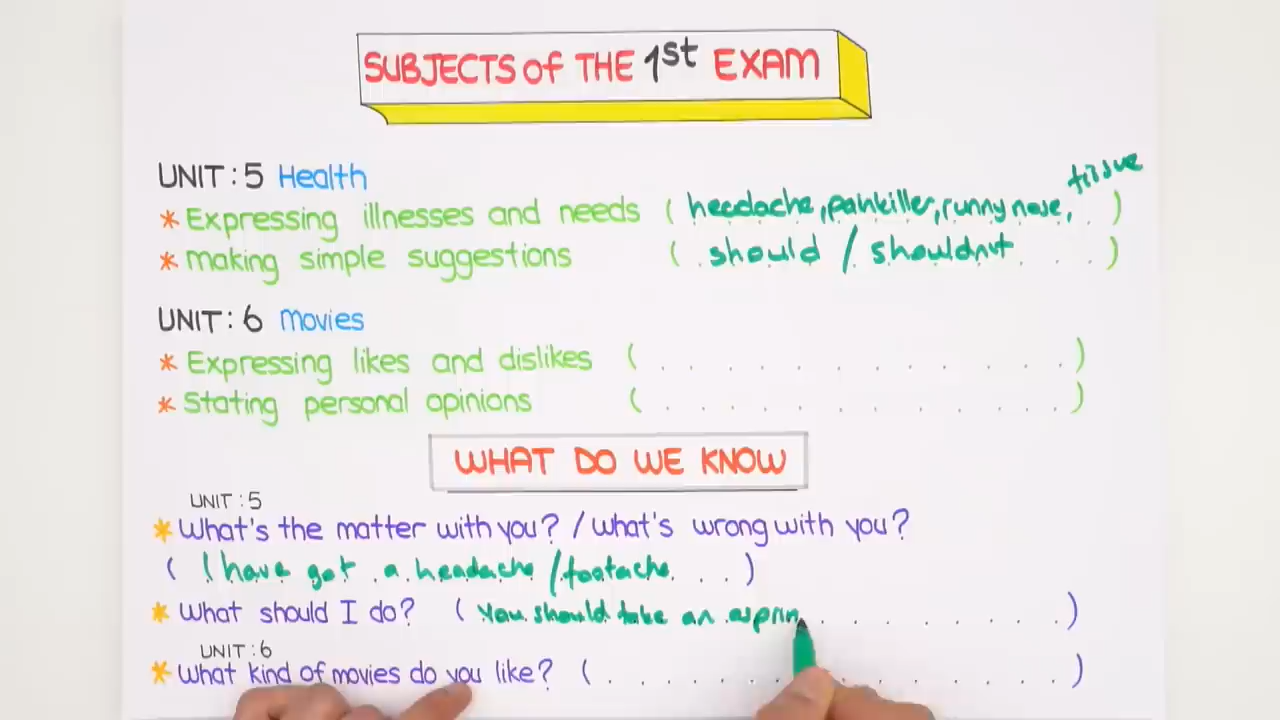 SUBJECTS of THE 1st EXAM
UNIT : 5 Health
* Expressing illnesses and needs (headache, painkiller, runny nose, tissue )
* making simple suggestions ( should / shouldnt )
UNIT : 6 Movies
* Expressing likes and dislikes ( . . . . . . . . . . . . )
* Stating personal opinions ( . . . . . . . . . . . . )
WHAT DO WE KNOW
UNIT : 5
* What's the matter with you? / What's wrong with you?
( I have got a headache / footache . . . )
* What should I do? ( You should take an asprin . . . . . . . )
UNIT : 6
* What kind of movies do you like? ( . . . . . . . . . . . . )